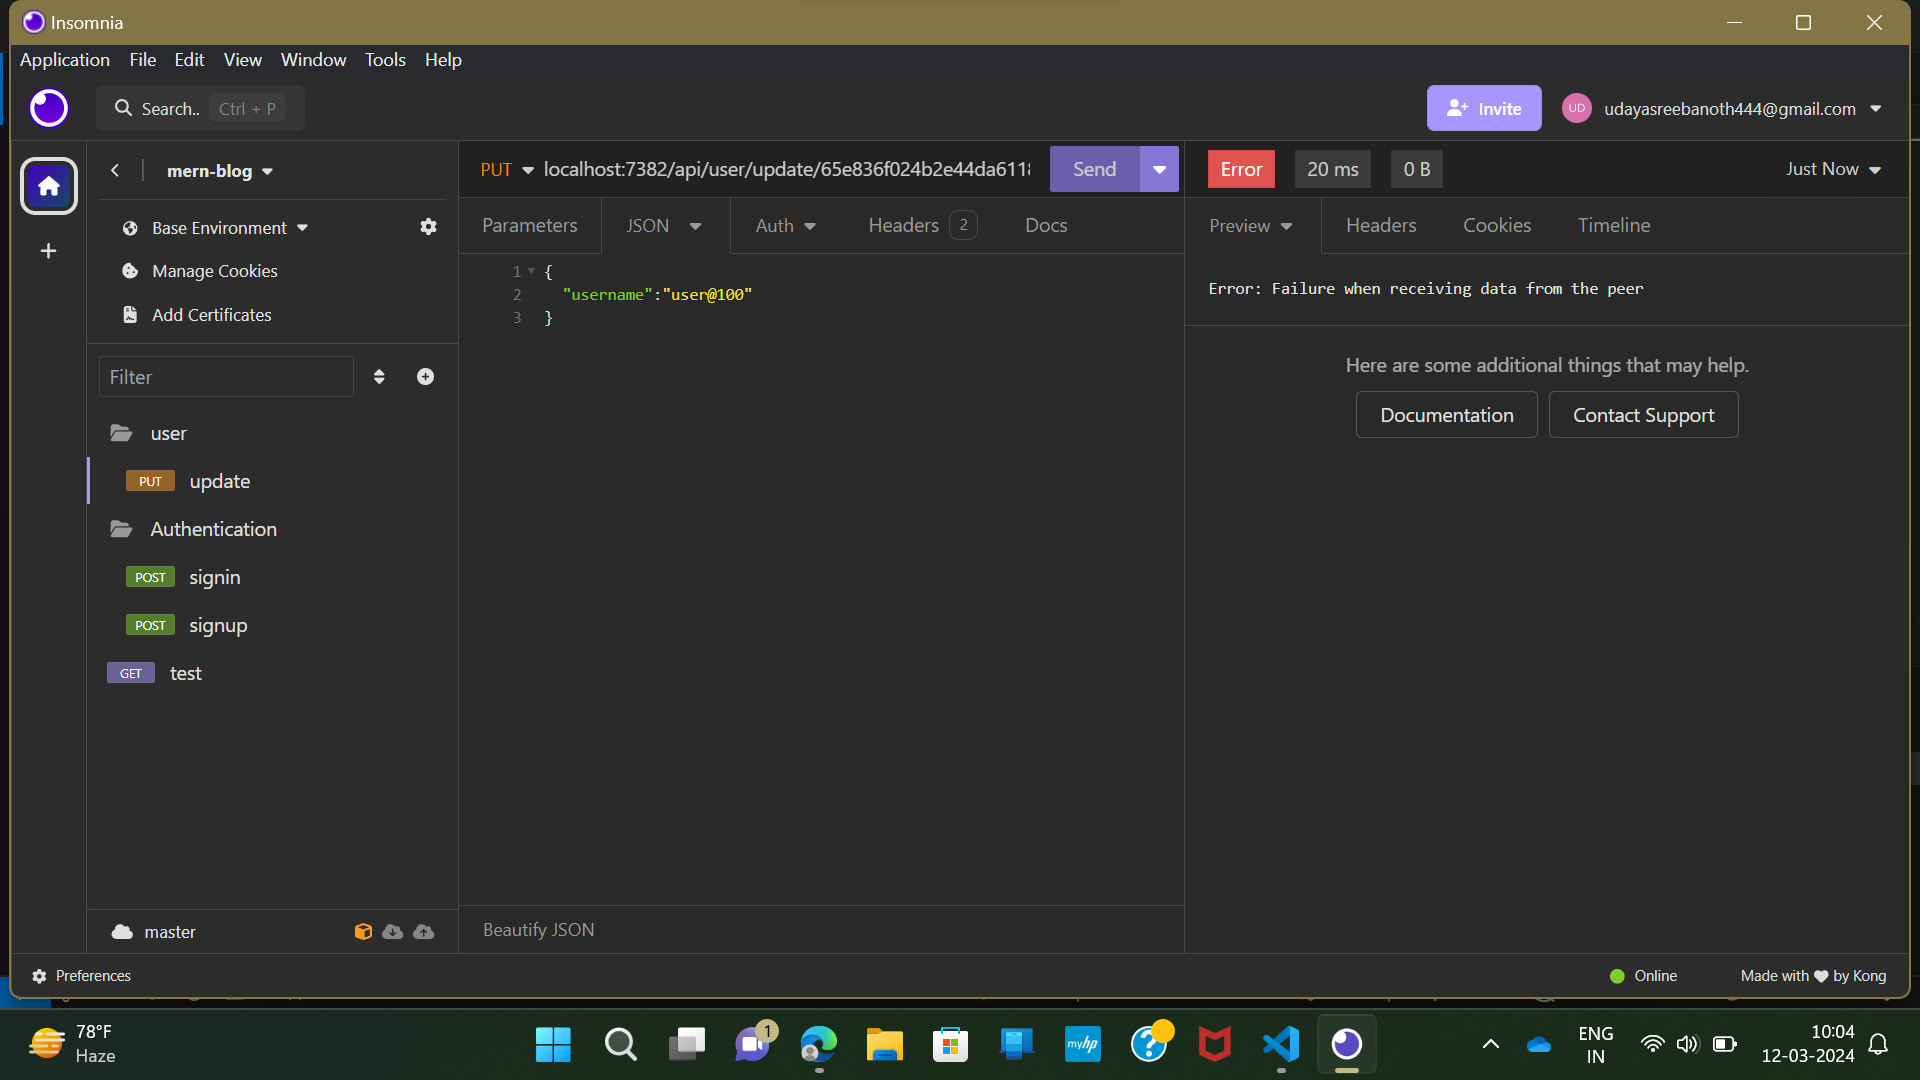 Insomnia
Application File Edit View Window Tools Help
Search.. Ctrl + P
Invite
UD
udayasreebanoth444@gmail.com
mern-blog
PUT localhost:7382/api/user/update/65e836f024b2e44da6118
Send
Error
20 ms
0 B
Just Now
Base Environment
Manage Cookies
Add Certificates
Parameters JSON Auth Headers 2 Docs
Preview Headers Cookies Timeline
1 {
2 "username":"user@100"
3 }
Error: Failure when receiving data from the peer
Here are some additional things that may help.
Documentation
Contact Support
Filter
user
PUT update
Authentication
POST signin
POST signup
GET test
master
Beautify JSON
Preferences
Online
Made with by Kong
78°F
Haze
1
myhp
ENG
IN
10:04
12-03-2024